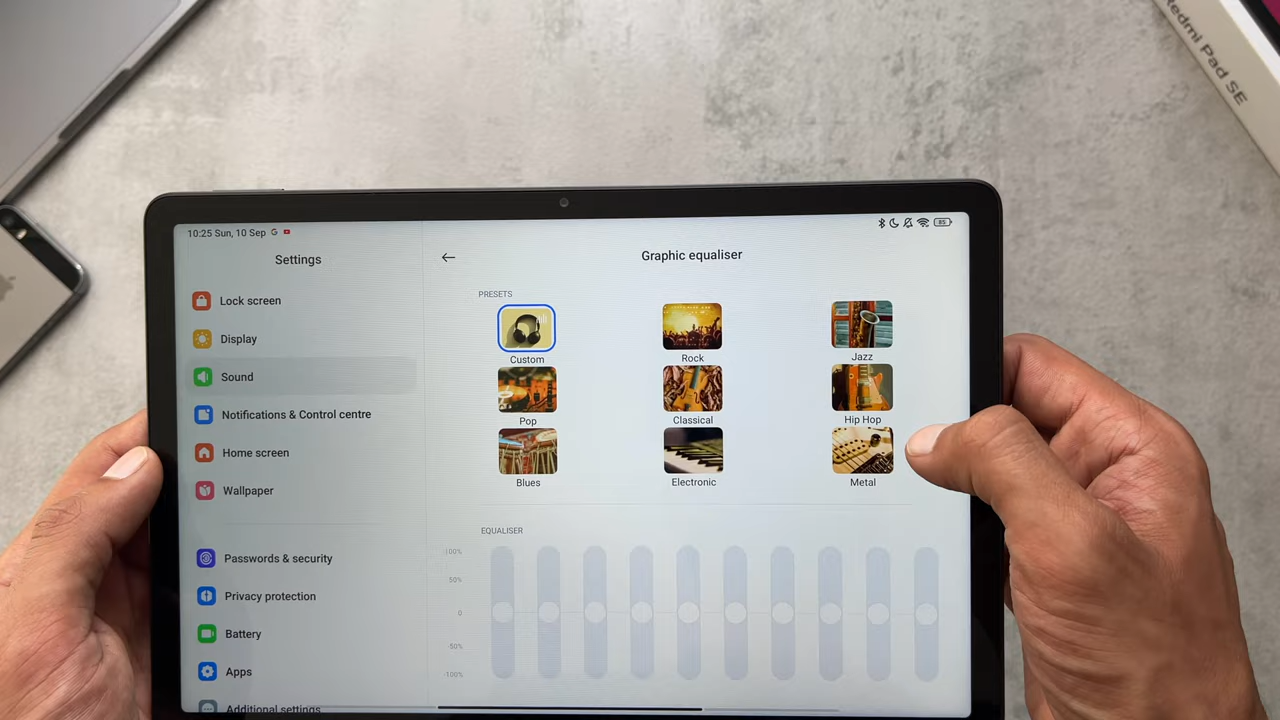 Redmi Pad SE
10:25 Sun, 10 Sep
85
Settings
Lock screen
Display
Sound
Notifications & Control centre
Home screen
Wallpaper
Passwords & security
Privacy protection
Battery
Apps
Additional settings
Graphic equaliser
PRESETS
Custom
Rock
Jazz
Pop
Classical
Hip Hop
Blues
Electronic
Metal
EQUALISER
100%
50%
0
-50%
-100%